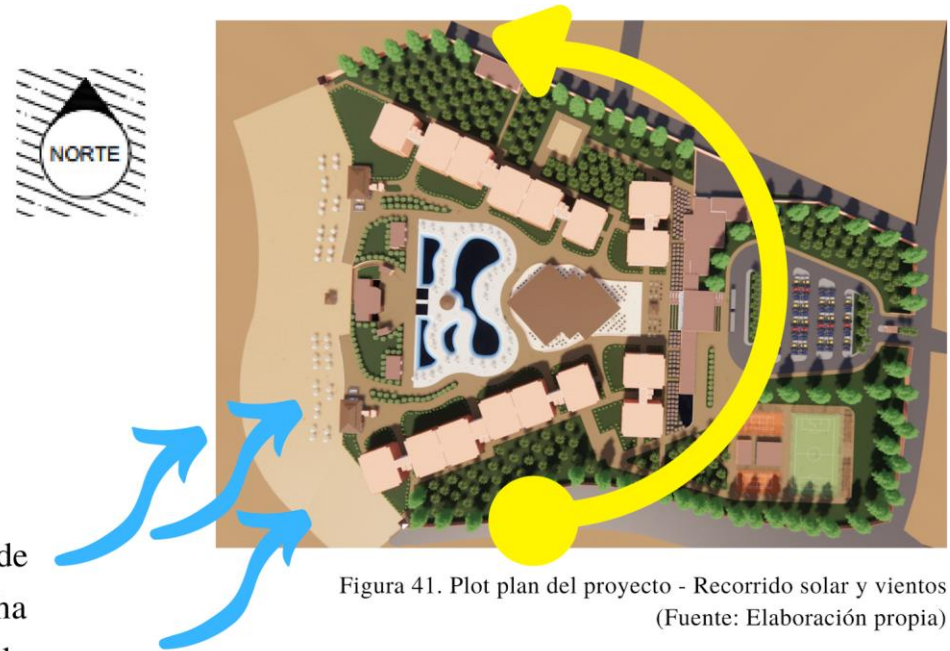 NORTE
de
na
Figura 41. Plot plan del proyecto - Recorrido solar y vientos
(Fuente: Elaboración propia)